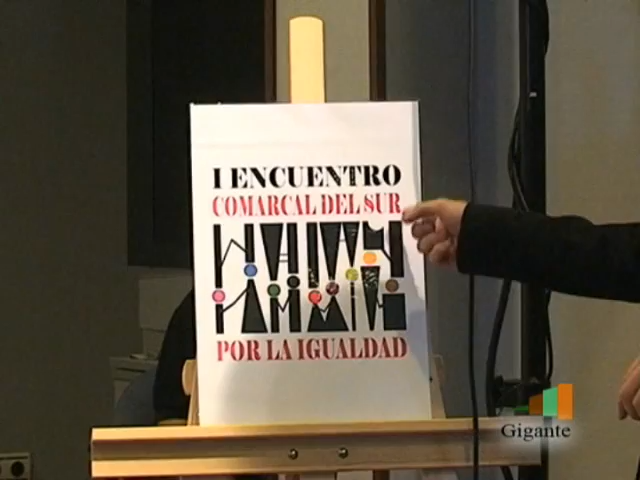 I ENCUENTRO
COMARCAL DEL SUR
POR LA IGUALDAD
Gigante